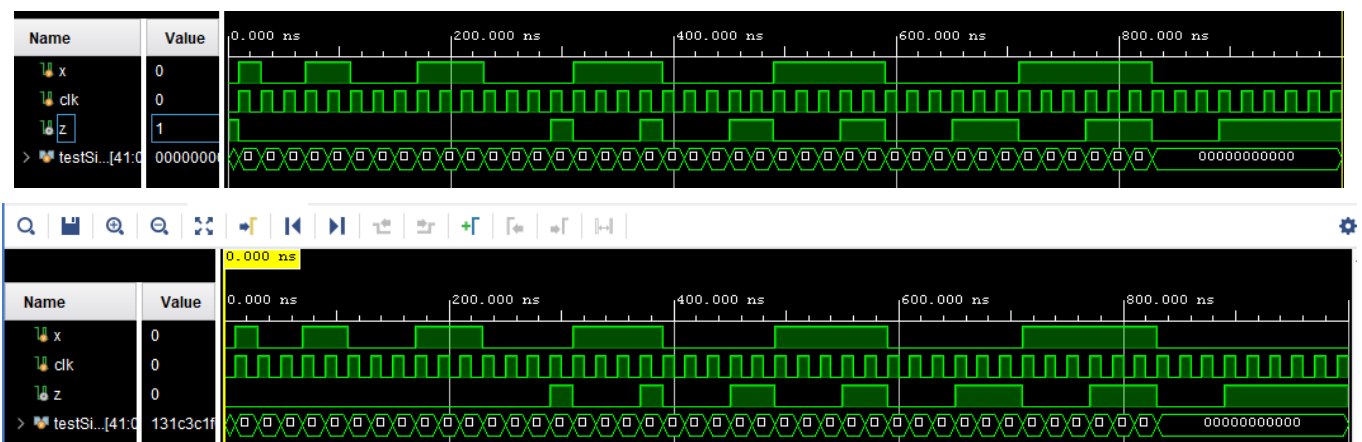 Name Value 0.000 ns 200.000 ns 400.000 ns 600.000 ns 800.000 ns
x 0
clk 0
z 1
testSi...[41:0 00000000 00000000000
0.000 ns
Name Value 0.000 ns 200.000 ns 400.000 ns 600.000 ns 800.000 ns
x 0
clk 0
z 0
testSi...[41:0 131c3c1f 00000000000